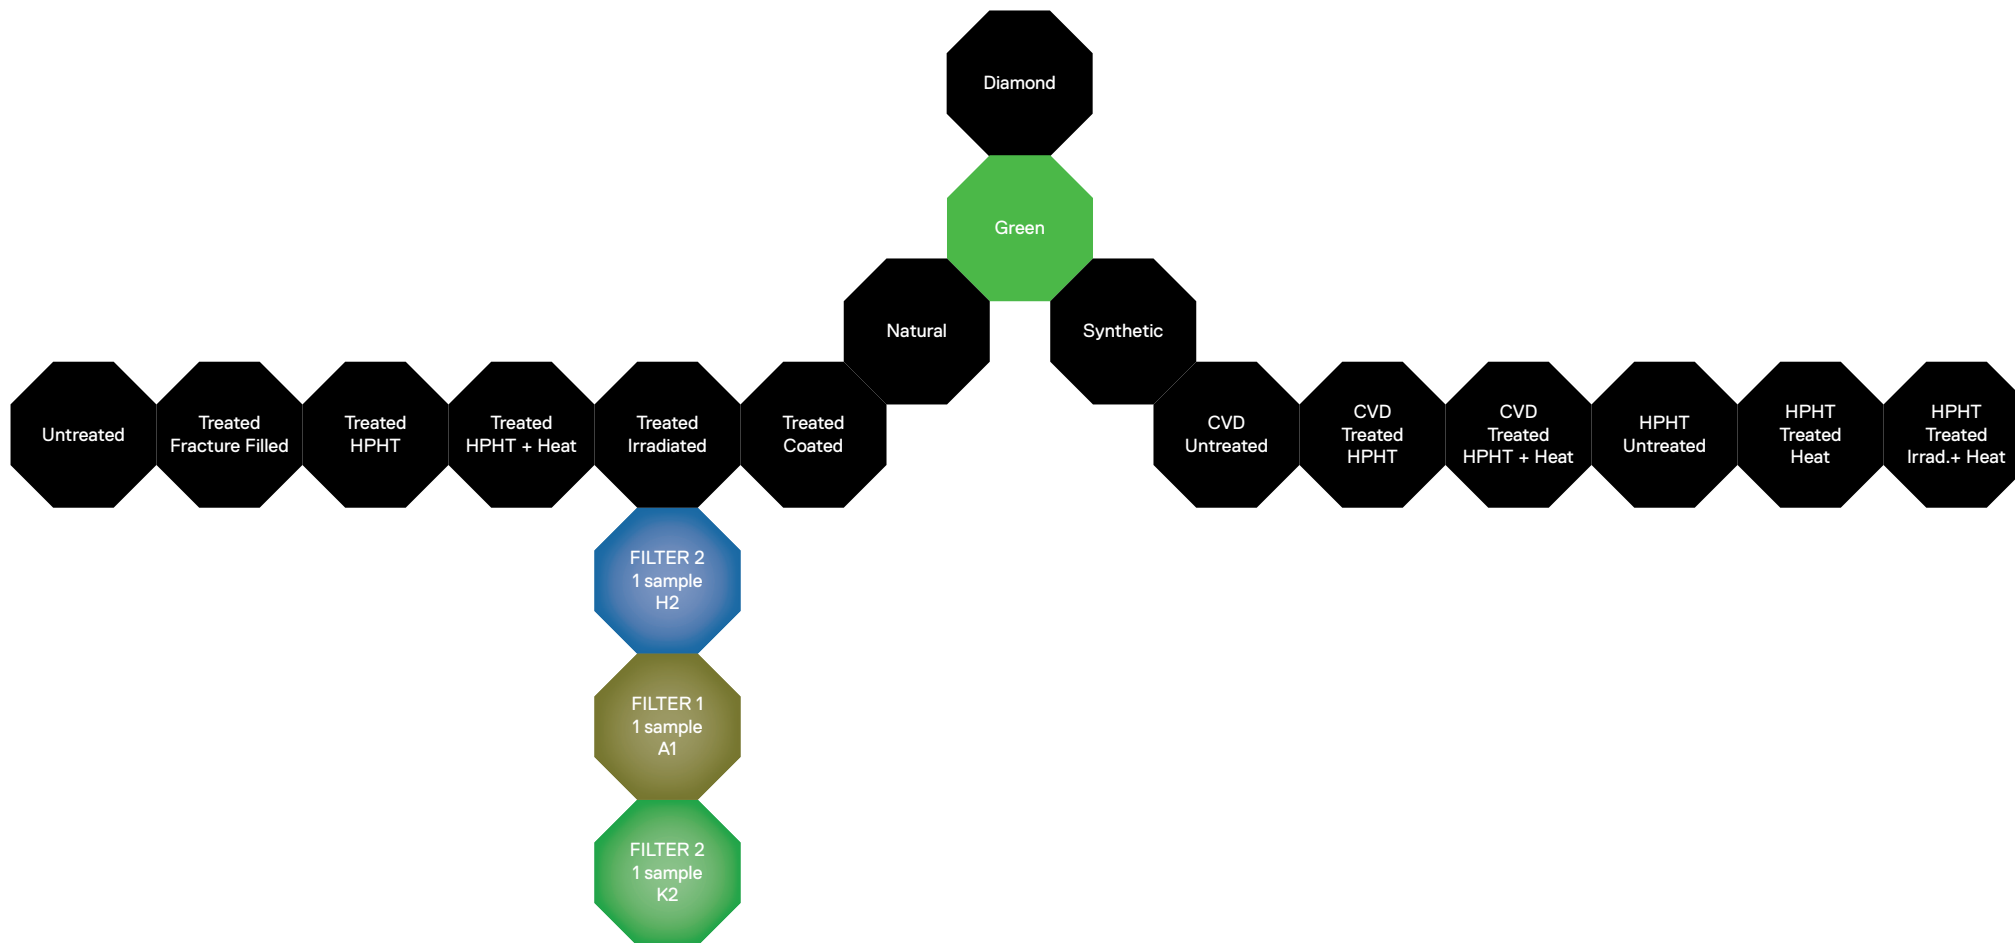 Diamond
Green
Natural
Synthetic
Untreated
Treated
Fracture Filled
Treated
HPHT
Treated
HPHT + Heat
Treated
Irradiated
Treated
Coated
CVD
Untreated
CVD
Treated
HPHT
CVD
Treated
HPHT + Heat
HPHT
Untreated
HPHT
Treated
Heat
HPHT
Treated
Irrad.+ Heat
FILTER 2
1 sample
H2
FILTER 1
1 sample
A1
FILTER 2
1 sample
K2